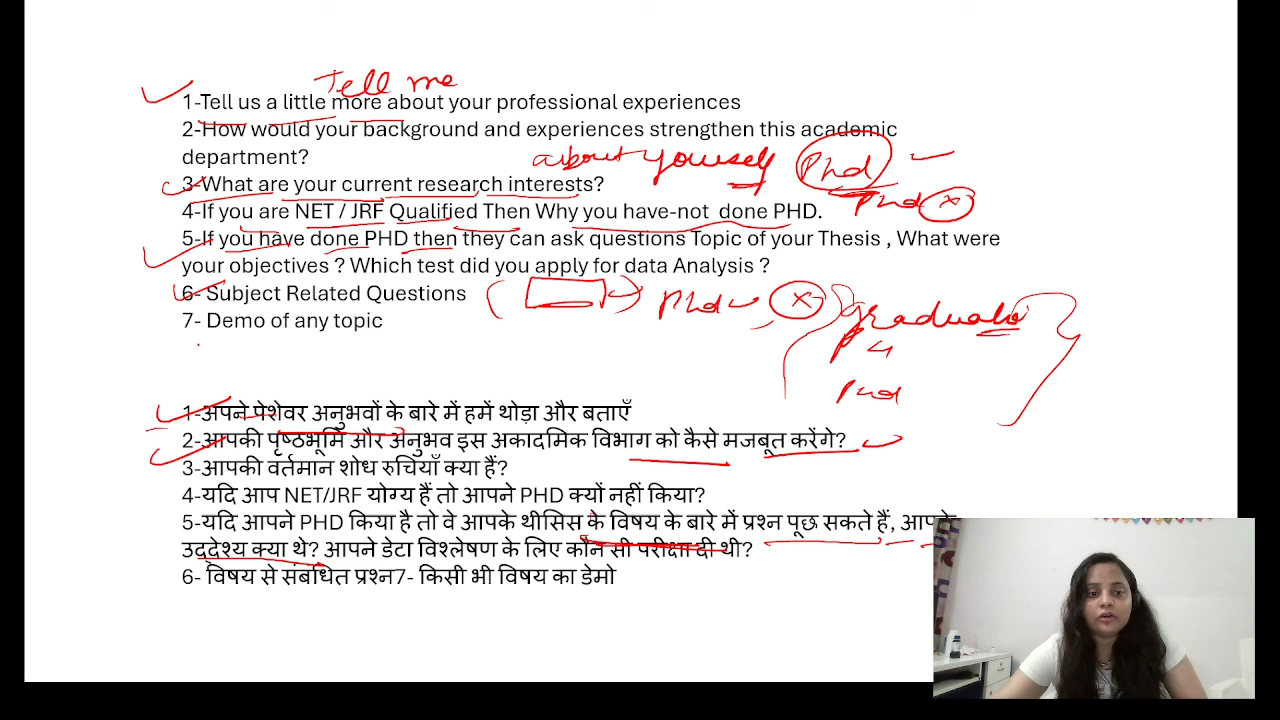 Tell me
1-Tell us a little more about your professional experiences
2-How would your background and experiences strengthen this academic
department?
about yourself Phd
3-What are your current research interests?
Phd x
4-If you are NET / JRF Qualified Then Why you have-not done PHD.
5-If you have done PHD then they can ask questions Topic of your Thesis , What were
your objectives ? Which test did you apply for data Analysis ?
6- Subject Related Questions
Phd x graduate
7- Demo of any topic
Phd
1-अपने पेशेवर अनुभवों के बारे में हमें थोड़ा और बताएँ
2-आपकी पृष्ठभूमि और अनुभव इस अकादमिक विभाग को कैसे मजबूत करेंगे?
3-आपकी वर्तमान शोध रुचियाँ क्या हैं?
4-यदि आप NET/JRF योग्य हैं तो आपने PHD क्यों नहीं किया?
5-यदि आपने PHD किया है तो वे आपके थीसिस के विषय के बारे में प्रश्न पूछ सकते हैं, आपके
उद्देश्य क्या थे? आपने डेटा विश्लेषण के लिए कौन सी परीक्षा दी थी?
6- विषय से संबंधित प्रश्न7- किसी भी विषय का डेमो